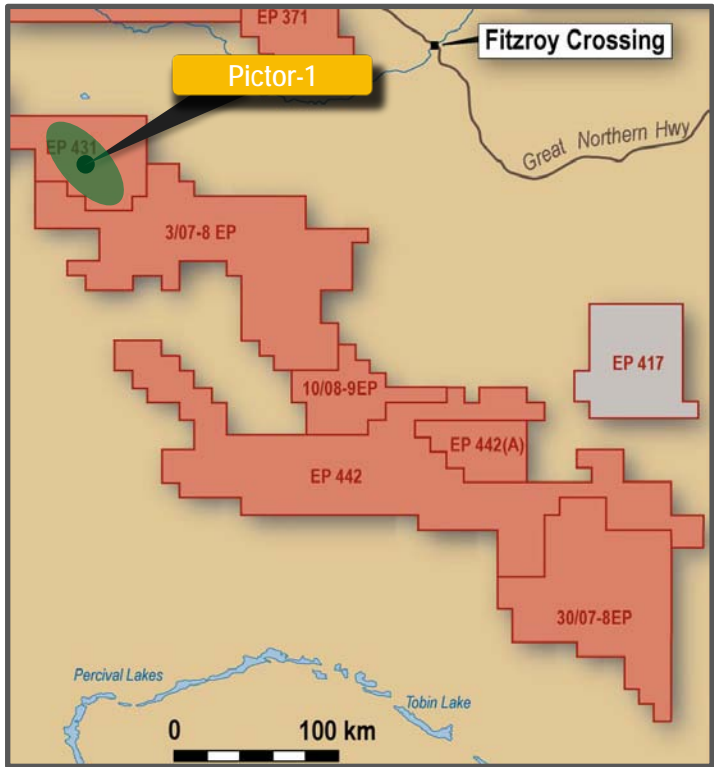 EP 371
Fitzroy Crossing
Pictor-1
Great Northern Hwy
EP 431
3/07-8 EP
EP 417
10/08-9EP
EP 442(A)
EP 442
30/07-8EP
Percival Lakes
Tobin Lake
0 100 km